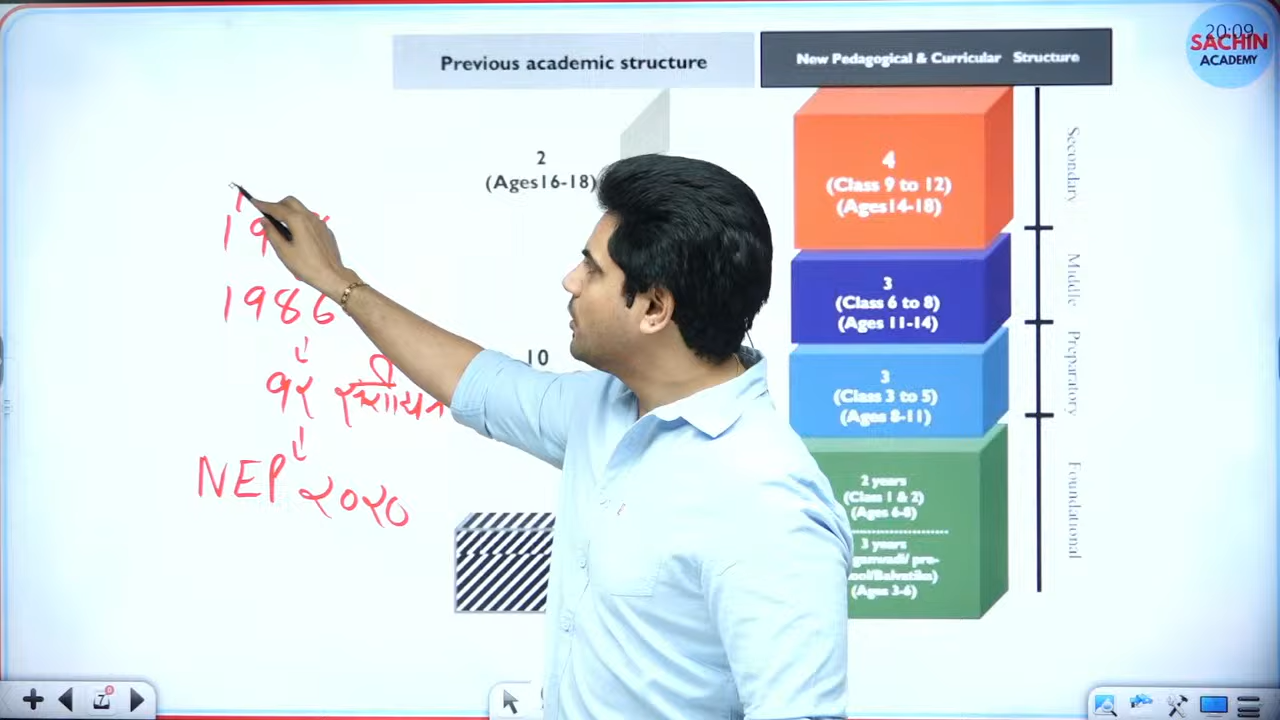 20:09
SACHIN
ACADEMY
Previous academic structure
New Pedagogical & Curricular Structure
2
(Ages16-18)
10
4
(Class 9 to 12)
(Ages14-18)
Secondary
3
(Class 6 to 8)
(Ages 11-14)
Middle
3
(Class 3 to 5)
(Ages 8-11)
Preparatory
2 years
(Class 1 & 2)
(Ages 6-8)
3 years
(Ages 3-6)
Foundational
1986
NEP २०२०